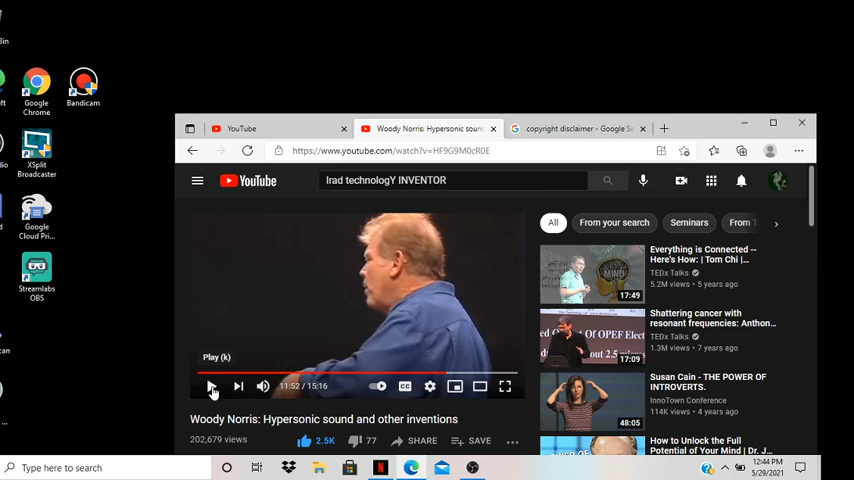 Bin
Google
Chrome
Bandicam
XSplit
Broadcaster
Google
Cloud Pri...
Streamlabs
OBS
YouTube
Woody Norris: Hypersonic soun
copyright disclaimer - Google Se
https://www.youtube.com/watch?v=HF9G9M0cR0E
YouTube
Irad technologY INVENTOR
All
From your search
Seminars
From T
Play (k)
11:52 / 15:16
CC
Woody Norris: Hypersonic sound and other inventions
202,679 views
2.5K
77
SHARE
SAVE
MIND
17:49
Everything is Connected --
Here's How: | Tom Chi |...
TEDx Talks
5.2M views • 5 years ago
17:09
Shattering cancer with
resonant frequencies: Anthon...
TEDx Talks
1.3M views • 7 years ago
48:05
Susan Cain - THE POWER OF
INTROVERTS.
InnoTown Conference
114K views • 4 years ago
How to Unlock the Full
Potential of Your Mind | Dr. J...
Type here to search
12:44 PM
5/29/2021